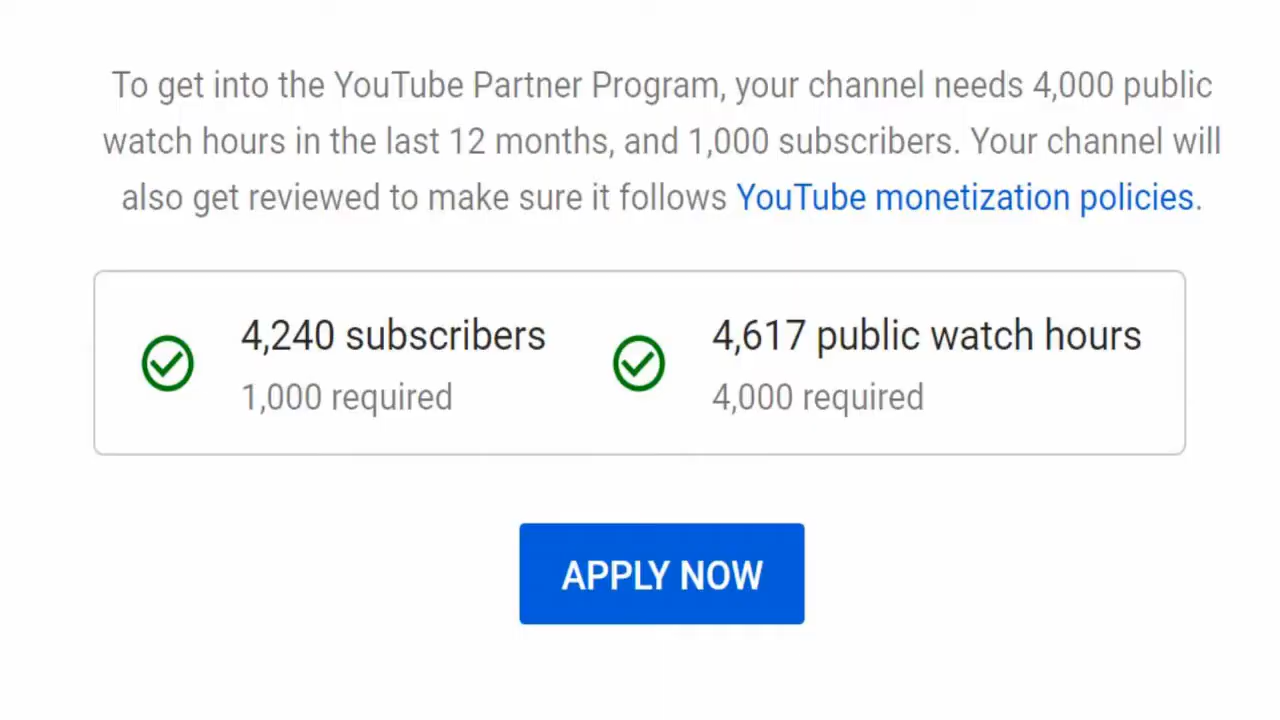 To get into the YouTube Partner Program, your channel needs 4,000 public
watch hours in the last 12 months, and 1,000 subscribers. Your channel will
also get reviewed to make sure it follows YouTube monetization policies.
4,240 subscribers
1,000 required
4,617 public watch hours
4,000 required
APPLY NOW